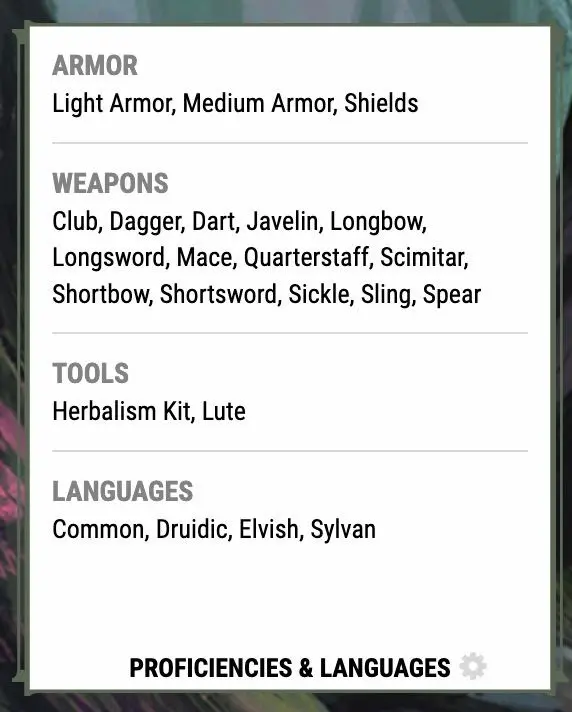 ARMOR
Light Armor, Medium Armor, Shields
WEAPONS
Club, Dagger, Dart, Javelin, Longbow,
Longsword, Mace, Quarterstaff, Scimitar,
Shortbow, Shortsword, Sickle, Sling, Spear
TOOLS
Herbalism Kit, Lute
LANGUAGES
Common, Druidic, Elvish, Sylvan
PROFICIENCIES & LANGUAGES